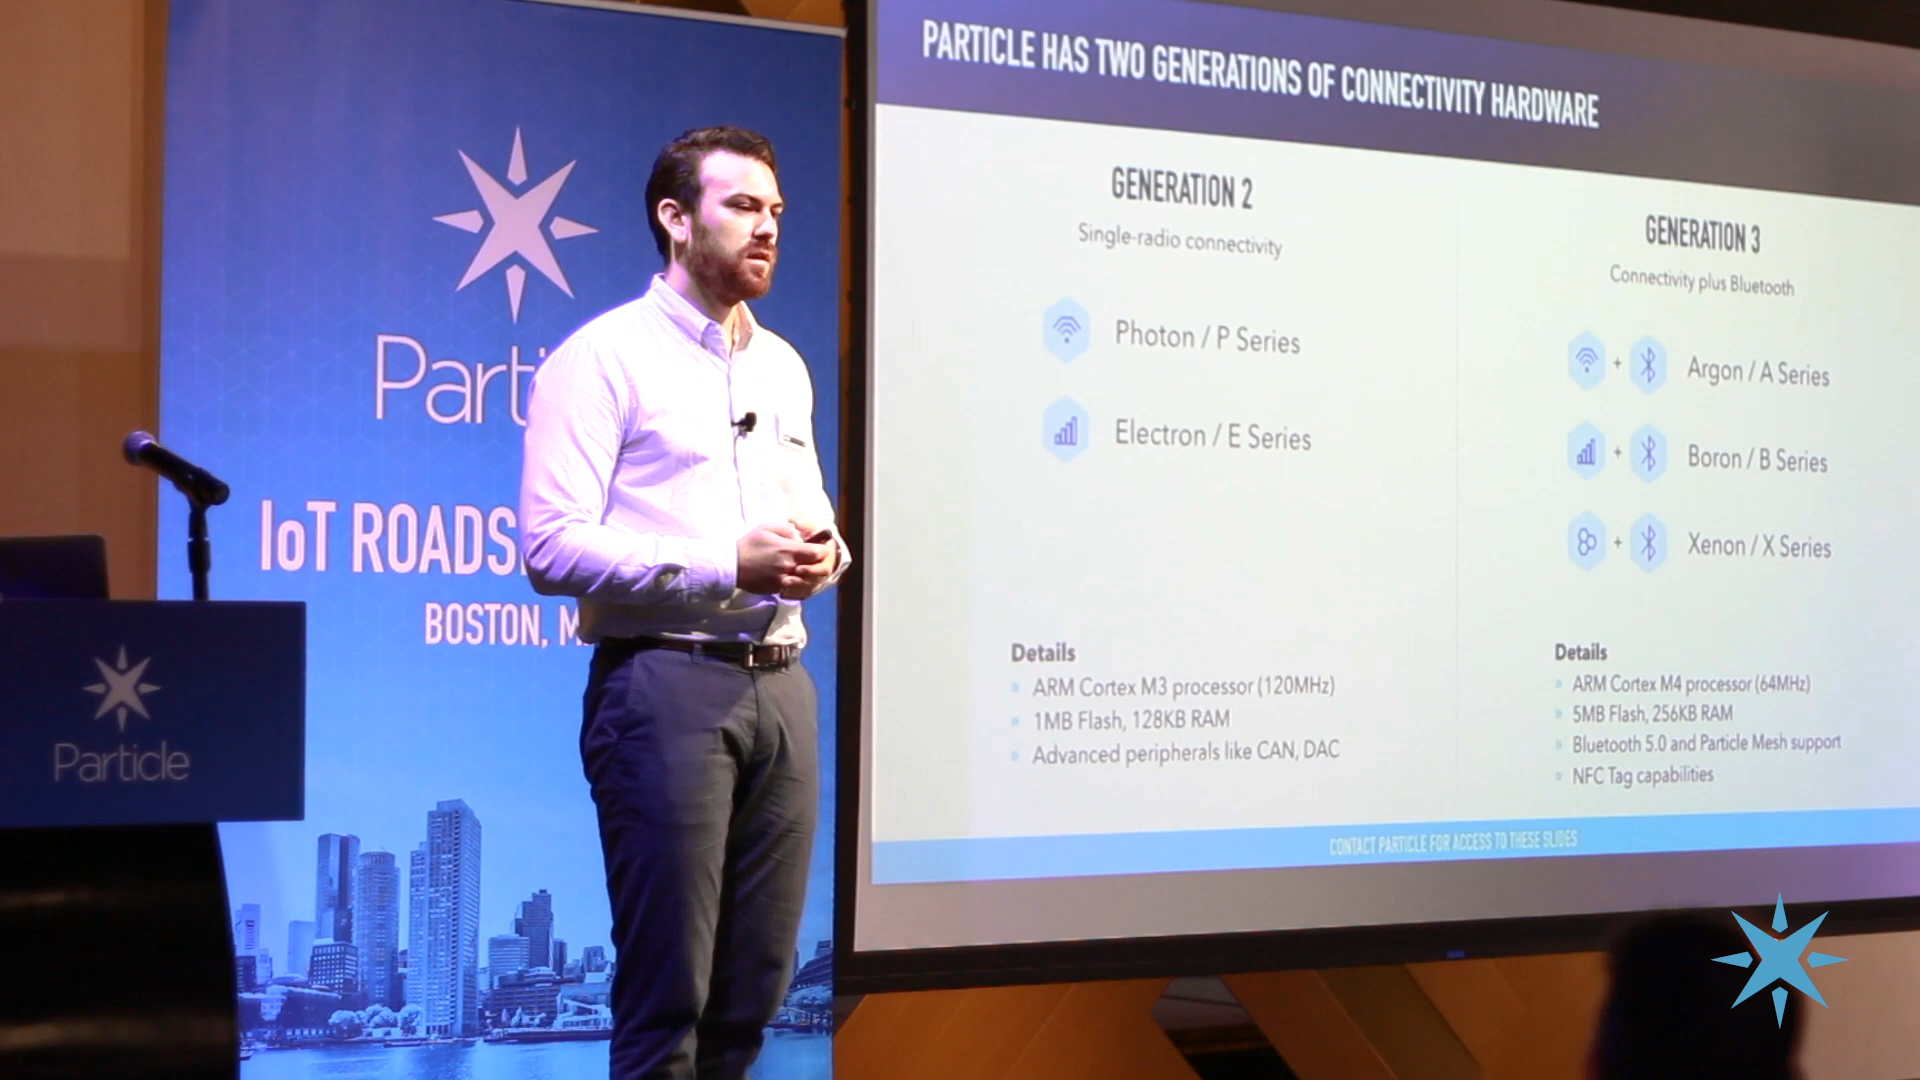 Parti
IoT ROADS
BOSTON, M
Particle
PARTICLE HAS TWO GENERATIONS OF CONNECTIVITY HARDWARE
GENERATION 2
Single-radio connectivity
Photon / P Series
Electron / E Series
Details
» ARM Cortex M3 processor (120MHz)
» 1MB Flash, 128KB RAM
» Advanced peripherals like CAN, DAC
GENERATION 3
Connectivity plus Bluetooth
+ Argon / A Series
+ Boron / B Series
+ Xenon / X Series
Details
» ARM Cortex M4 processor (64MHz)
» 5MB Flash, 256KB RAM
» Bluetooth 5.0 and Particle Mesh support
» NFC Tag capabilities
CONTACT PARTICLE FOR ACCESS TO THESE SLIDES